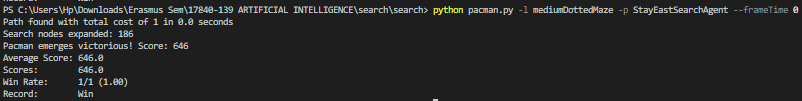 PS C:\Users\Hp\Downloads\Erasmus Sem\17840-139 ARTIFICIAL INTELLIGENCE\search\search> python pacman.py -l mediumDottedMaze -p StayEastSearchAgent --frameTime 0
Path found with total cost of 1 in 0.0 seconds
Search nodes expanded: 186
Pacman emerges victorious! Score: 646
Average Score: 646.0
Scores:        646.0
Win Rate:      1/1 (1.00)
Record:        Win